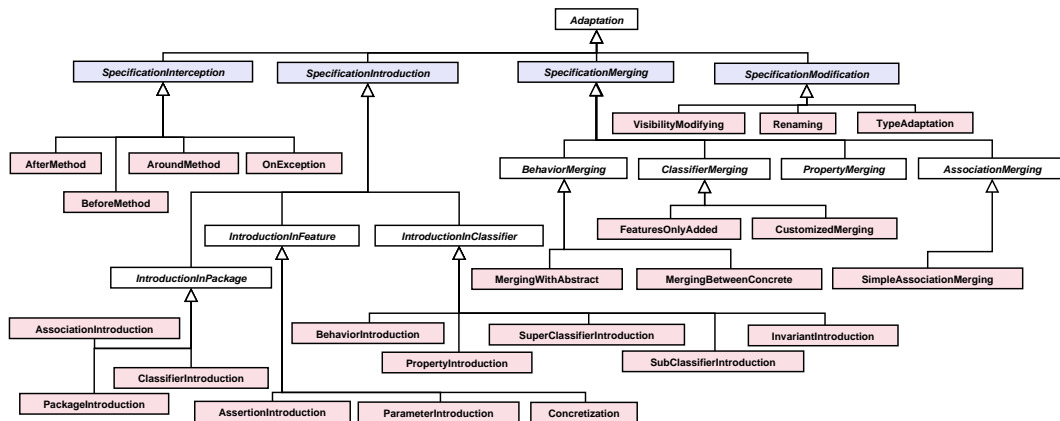 Adaptation
SpecificationInterception
SpecificationIntroduction
SpecificationMerging
SpecificationModification
VisibilityModifying
Renaming
TypeAdaptation
AfterMethod
AroundMethod
OnException
BehaviorMerging
ClassifierMerging
PropertyMerging
AssociationMerging
BeforeMethod
IntroductionInFeature
IntroductionInClassifier
FeaturesOnlyAdded
CustomizedMerging
IntroductionInPackage
MergingWithAbstract
MergingBetweenConcrete
SimpleAssociationMerging
AssociationIntroduction
BehaviorIntroduction
SuperClassifierIntroduction
InvariantIntroduction
PropertyIntroduction
SubClassifierIntroduction
ClassifierIntroduction
PackageIntroduction
AssertionIntroduction
ParameterIntroduction
Concretization